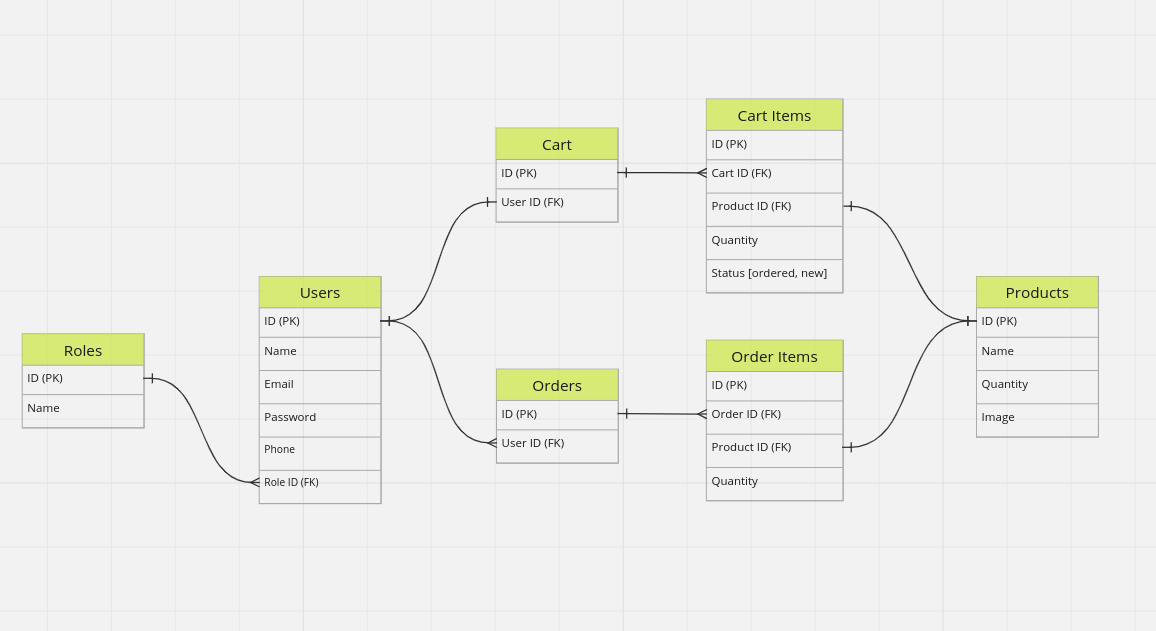 Roles
ID (PK)
Name
Users
ID (PK)
Name
Email
Password
Phone
Role ID (FK)
Cart
ID (PK)
User ID (FK)
Orders
ID (PK)
User ID (FK)
Cart Items
ID (PK)
Cart ID (FK)
Product ID (FK)
Quantity
Status [ordered, new]
Order Items
ID (PK)
Order ID (FK)
Product ID (FK)
Quantity
Products
ID (PK)
Name
Quantity
Image